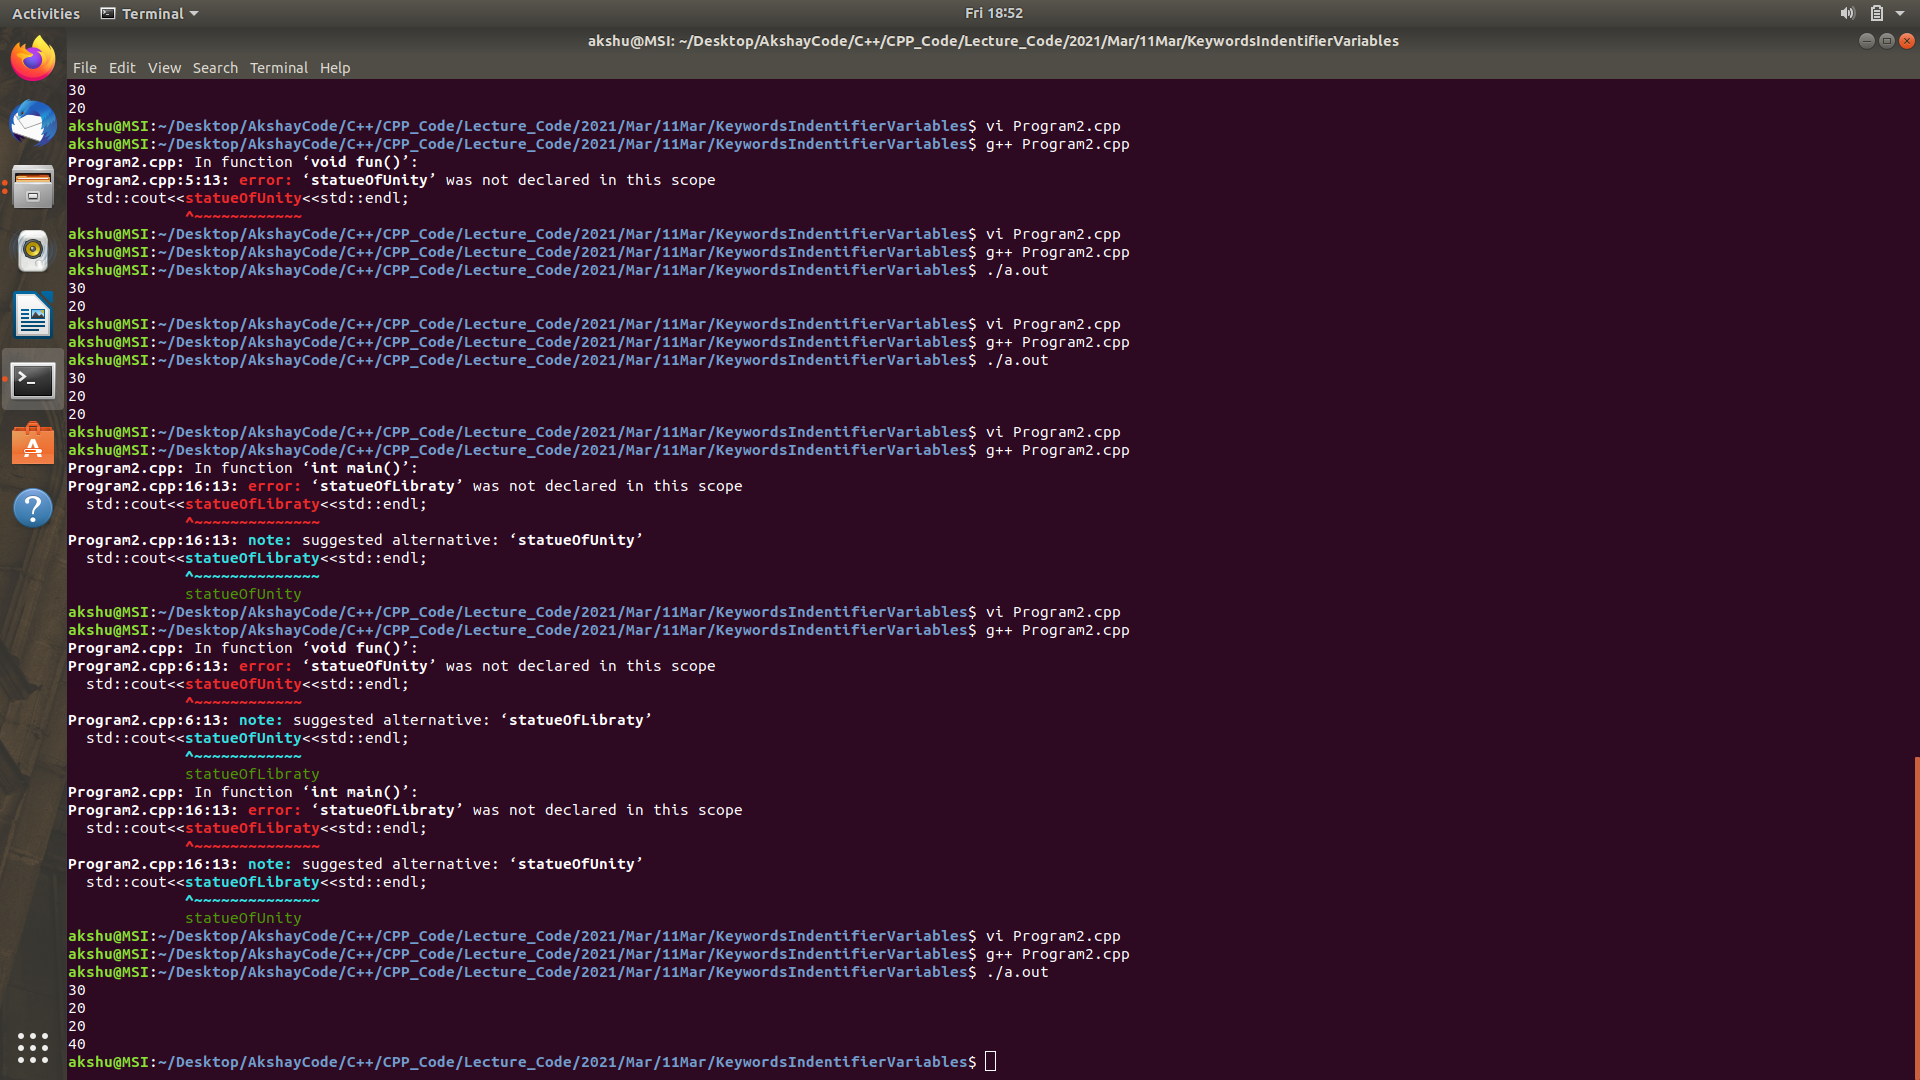 Activities Terminal Fri 18:52
akshu@MSI: ~/Desktop/AkshayCode/C++/CPP_Code/Lecture_Code/2021/Mar/11Mar/KeywordsIndentifierVariables
File Edit View Search Terminal Help
30
20
akshu@MSI:~/Desktop/AkshayCode/C++/CPP_Code/Lecture_Code/2021/Mar/11Mar/KeywordsIndentifierVariables$ vi Program2.cpp
akshu@MSI:~/Desktop/AkshayCode/C++/CPP_Code/Lecture_Code/2021/Mar/11Mar/KeywordsIndentifierVariables$ g++ Program2.cpp
Program2.cpp: In function ‘void fun()’:
Program2.cpp:5:13: error: ‘statueOfUnity’ was not declared in this scope
  std::cout<<statueOfUnity<<std::endl;
             ^~~~~~~~~~~~~
akshu@MSI:~/Desktop/AkshayCode/C++/CPP_Code/Lecture_Code/2021/Mar/11Mar/KeywordsIndentifierVariables$ vi Program2.cpp
akshu@MSI:~/Desktop/AkshayCode/C++/CPP_Code/Lecture_Code/2021/Mar/11Mar/KeywordsIndentifierVariables$ g++ Program2.cpp
akshu@MSI:~/Desktop/AkshayCode/C++/CPP_Code/Lecture_Code/2021/Mar/11Mar/KeywordsIndentifierVariables$ ./a.out
30
20
akshu@MSI:~/Desktop/AkshayCode/C++/CPP_Code/Lecture_Code/2021/Mar/11Mar/KeywordsIndentifierVariables$ vi Program2.cpp
akshu@MSI:~/Desktop/AkshayCode/C++/CPP_Code/Lecture_Code/2021/Mar/11Mar/KeywordsIndentifierVariables$ g++ Program2.cpp
akshu@MSI:~/Desktop/AkshayCode/C++/CPP_Code/Lecture_Code/2021/Mar/11Mar/KeywordsIndentifierVariables$ ./a.out
30
20
20
akshu@MSI:~/Desktop/AkshayCode/C++/CPP_Code/Lecture_Code/2021/Mar/11Mar/KeywordsIndentifierVariables$ vi Program2.cpp
akshu@MSI:~/Desktop/AkshayCode/C++/CPP_Code/Lecture_Code/2021/Mar/11Mar/KeywordsIndentifierVariables$ g++ Program2.cpp
Program2.cpp: In function ‘int main()’:
Program2.cpp:16:13: error: ‘statueOfLibraty’ was not declared in this scope
  std::cout<<statueOfLibraty<<std::endl;
             ^~~~~~~~~~~~~~~
Program2.cpp:16:13: note: suggested alternative: ‘statueOfUnity’
  std::cout<<statueOfLibraty<<std::endl;
             ^~~~~~~~~~~~~~~
             statueOfUnity
akshu@MSI:~/Desktop/AkshayCode/C++/CPP_Code/Lecture_Code/2021/Mar/11Mar/KeywordsIndentifierVariables$ vi Program2.cpp
akshu@MSI:~/Desktop/AkshayCode/C++/CPP_Code/Lecture_Code/2021/Mar/11Mar/KeywordsIndentifierVariables$ g++ Program2.cpp
Program2.cpp: In function ‘void fun()’:
Program2.cpp:6:13: error: ‘statueOfUnity’ was not declared in this scope
  std::cout<<statueOfUnity<<std::endl;
             ^~~~~~~~~~~~~
Program2.cpp:6:13: note: suggested alternative: ‘statueOfLibraty’
  std::cout<<statueOfUnity<<std::endl;
             ^~~~~~~~~~~~~
             statueOfLibraty
Program2.cpp: In function ‘int main()’:
Program2.cpp:16:13: error: ‘statueOfLibraty’ was not declared in this scope
  std::cout<<statueOfLibraty<<std::endl;
             ^~~~~~~~~~~~~~~
Program2.cpp:16:13: note: suggested alternative: ‘statueOfUnity’
  std::cout<<statueOfLibraty<<std::endl;
             ^~~~~~~~~~~~~~~
             statueOfUnity
akshu@MSI:~/Desktop/AkshayCode/C++/CPP_Code/Lecture_Code/2021/Mar/11Mar/KeywordsIndentifierVariables$ vi Program2.cpp
akshu@MSI:~/Desktop/AkshayCode/C++/CPP_Code/Lecture_Code/2021/Mar/11Mar/KeywordsIndentifierVariables$ g++ Program2.cpp
akshu@MSI:~/Desktop/AkshayCode/C++/CPP_Code/Lecture_Code/2021/Mar/11Mar/KeywordsIndentifierVariables$ ./a.out
30
20
20
40
akshu@MSI:~/Desktop/AkshayCode/C++/CPP_Code/Lecture_Code/2021/Mar/11Mar/KeywordsIndentifierVariables$